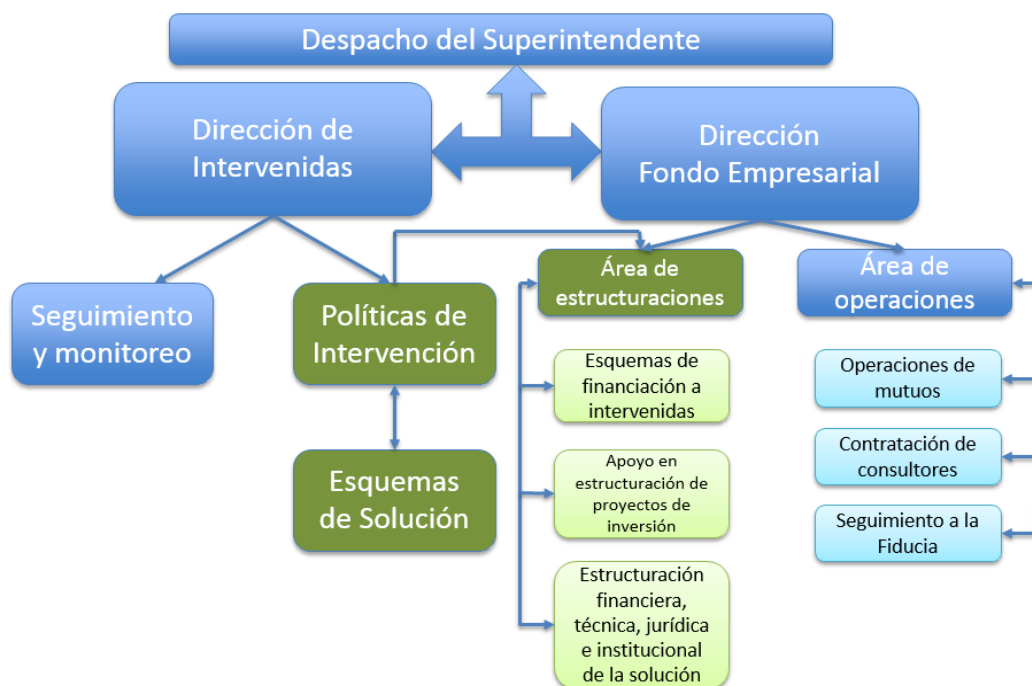 Despacho del Superintendente
Dirección de
Intervenidas
Dirección
Fondo Empresarial
Seguimiento
y monitoreo
Políticas de
Intervención
Área de
estructuraciones
Área de
operaciones
Esquemas de
financiación a
intervenidas
Operaciones de
mutuos
Esquemas
de Solución
Apoyo en
estructuración de
proyectos de
inversión
Contratación de
consultores
Seguimiento a la
Fiducia
Estructuración
financiera,
técnica, jurídica
e institucional
de la solución